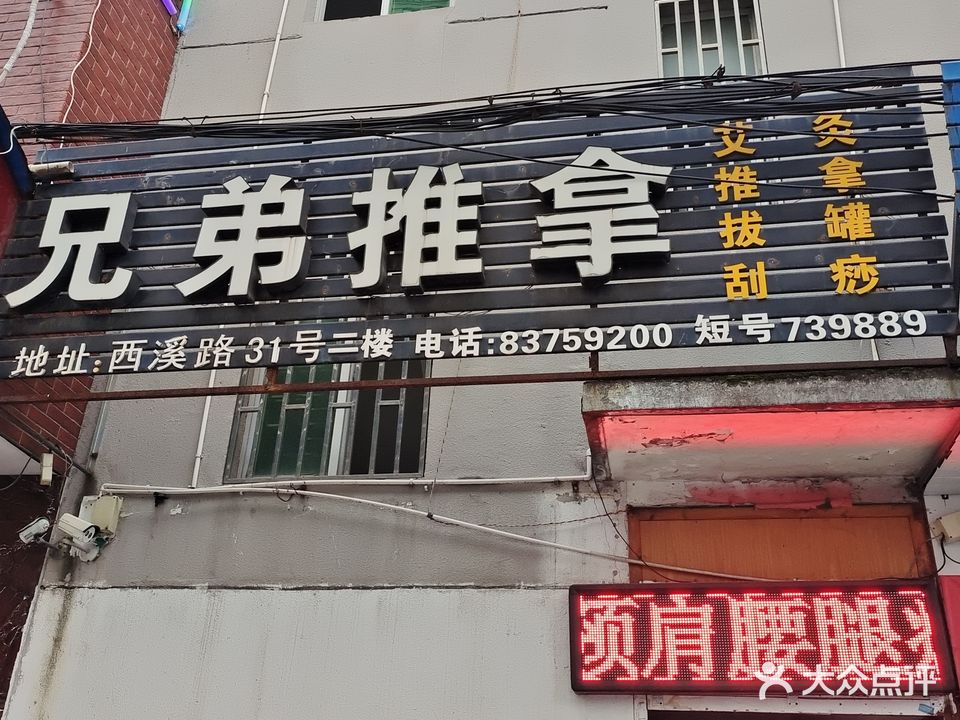 兄弟推拿
艾灸
推拿
拔罐
刮痧
地址:西溪路31号二楼 电话:83759200 短号739889
颈肩腰腿
大众点评